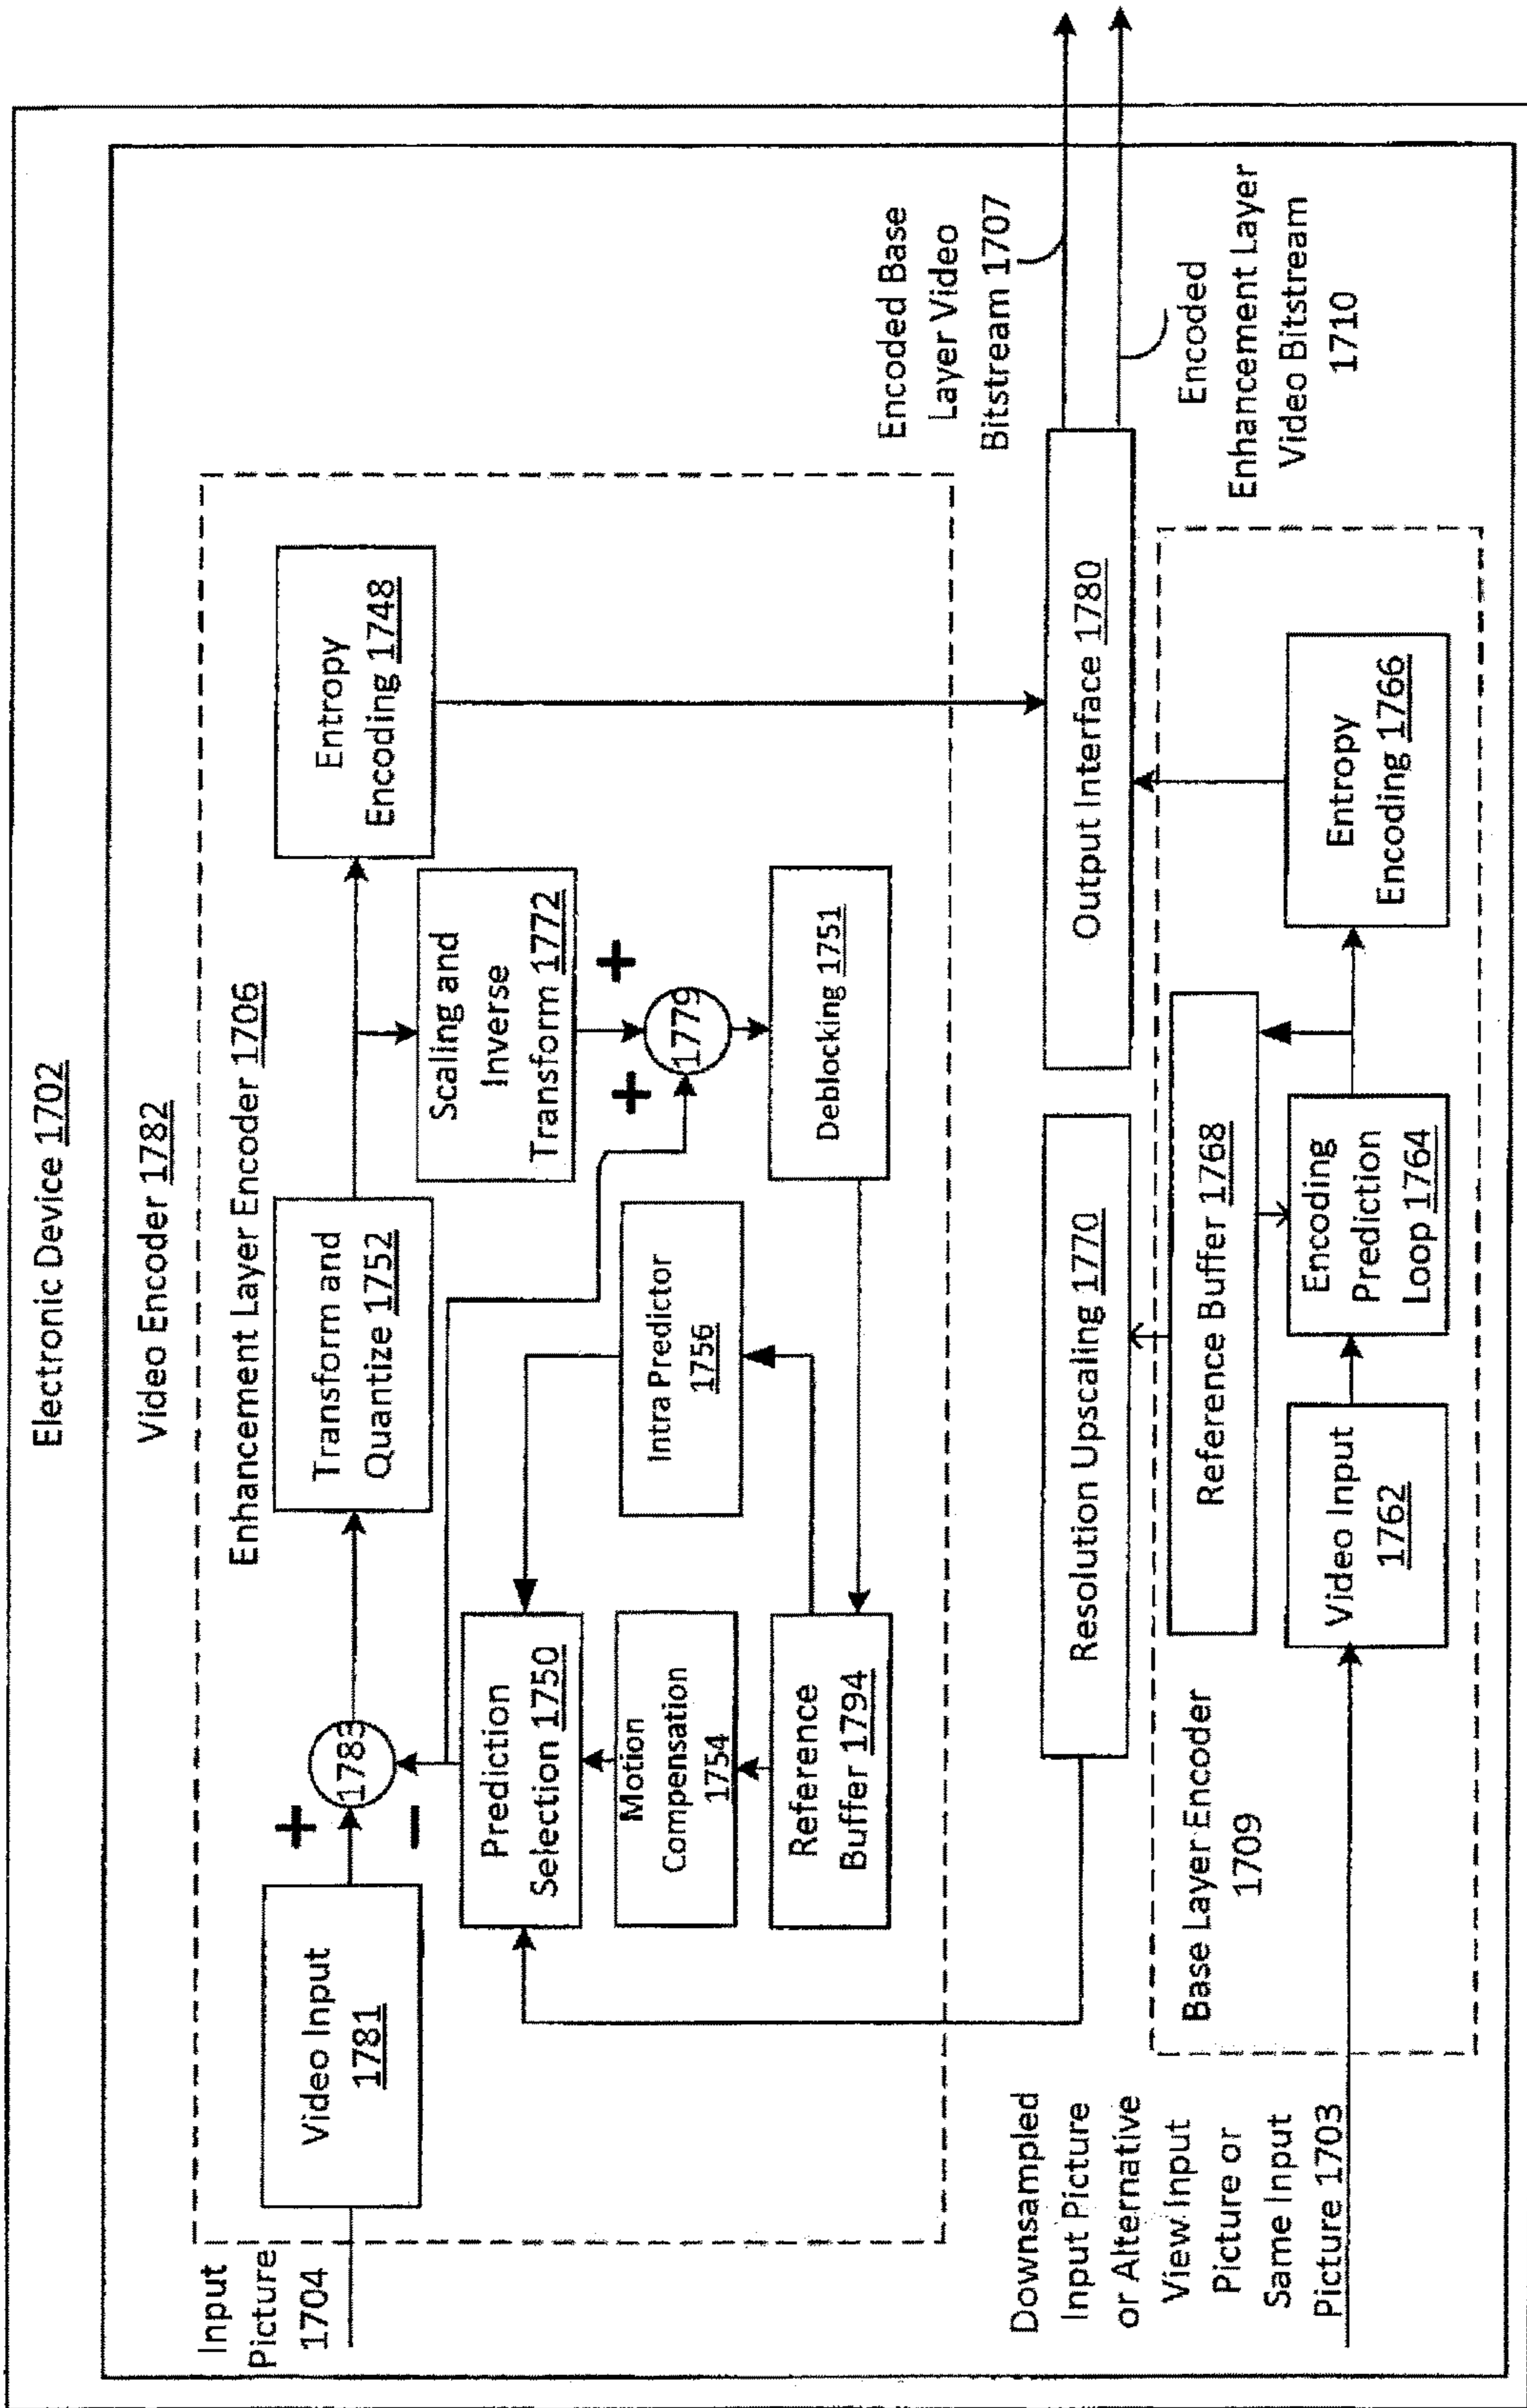 Electronic Device 1702
Video Encoder 1782
Enhancement Layer Encoder 1706
Input
Picture
1704
Video Input
1781
+
−
1783
Transform and
Quantize 1752
Entropy
Encoding 1748
Scaling and
Inverse
Transform 1772
+
+
1779
Deblocking 1751
Prediction
Selection 1750
Motion
Compensation
1754
Reference
Buffer 1794
Intra Predictor
1756
Encoded Base
Layer Video
Bitstream 1707
Resolution Upscaling 1770
Output Interface 1780
Encoded
Enhancement Layer
Video Bitstream
1710
Downsampled
Input Picture
or Alternative
View Input
Picture or
Same Input
Picture 1703
Base Layer Encoder
1709
Reference Buffer 1768
Video Input
1762
Encoding
Prediction
Loop 1764
Entropy
Encoding 1766